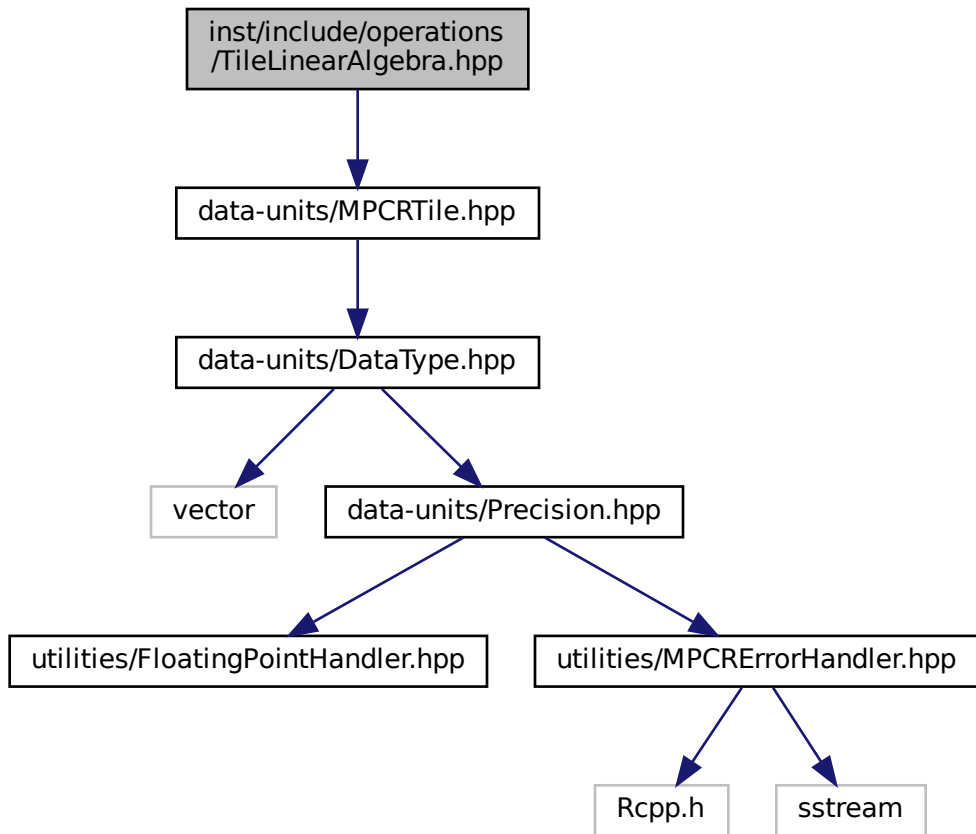 inst/include/operations
/TileLinearAlgebra.hpp
data-units/MPCRTile.hpp
data-units/DataType.hpp
vector
data-units/Precision.hpp
utilities/FloatingPointHandler.hpp
utilities/MPCRErrorHandler.hpp
Rcpp.h
sstream